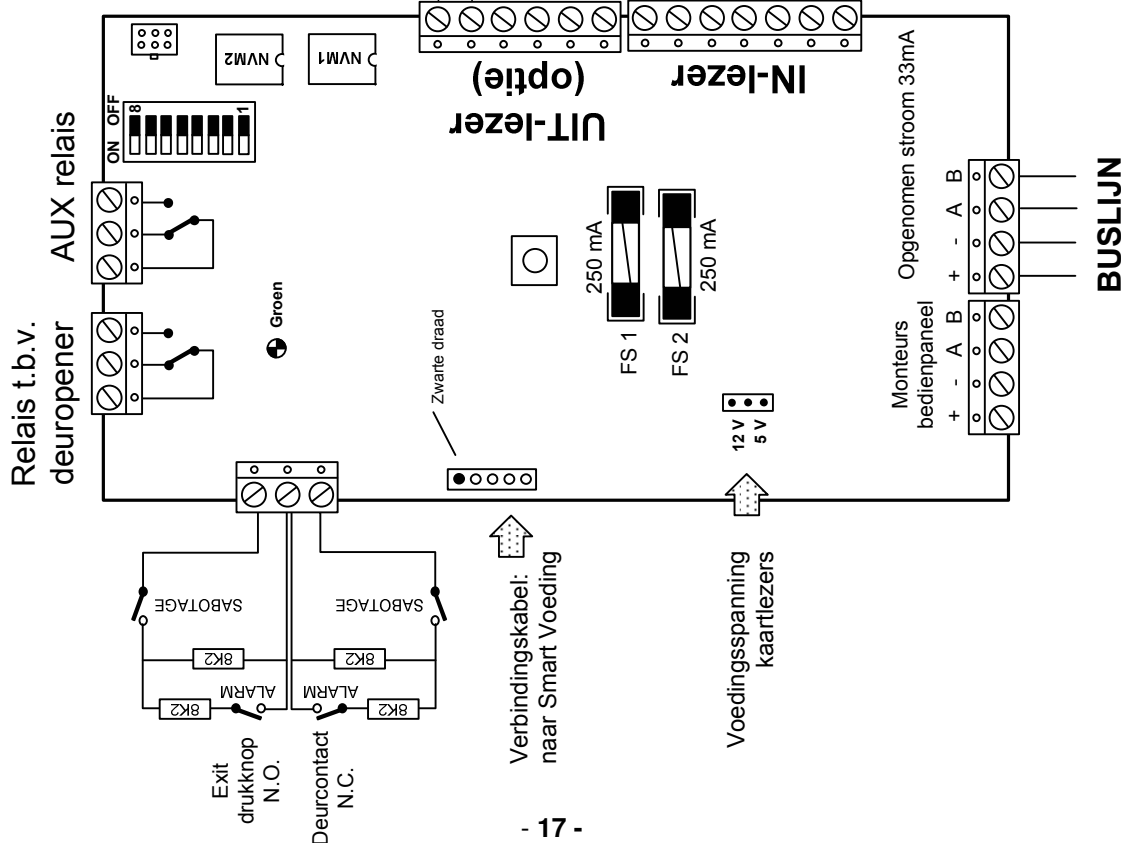 Relais t.b.v.
deuropener
AUX relais
ON OFF
8
1
NVM2
NVM1
UIT-lezer
(optie)
IN-lezer
Groen
Zwarte draad
FS 1
250 mA
FS 2
250 mA
12 V
5 V
Opgenomen stroom 33mA
Monteurs
bedienpaneel
+ - A B
+ - A B
BUSLIJN
SABOTAGE
SABOTAGE
8K2
8K2
8K2
ALARM
ALARM
8K2
Exit
drukknop
N.O.
Deurcontact
N.C.
Verbindingskabel:
naar Smart Voeding
Voedingsspanning
kaartlezers
- 17 -